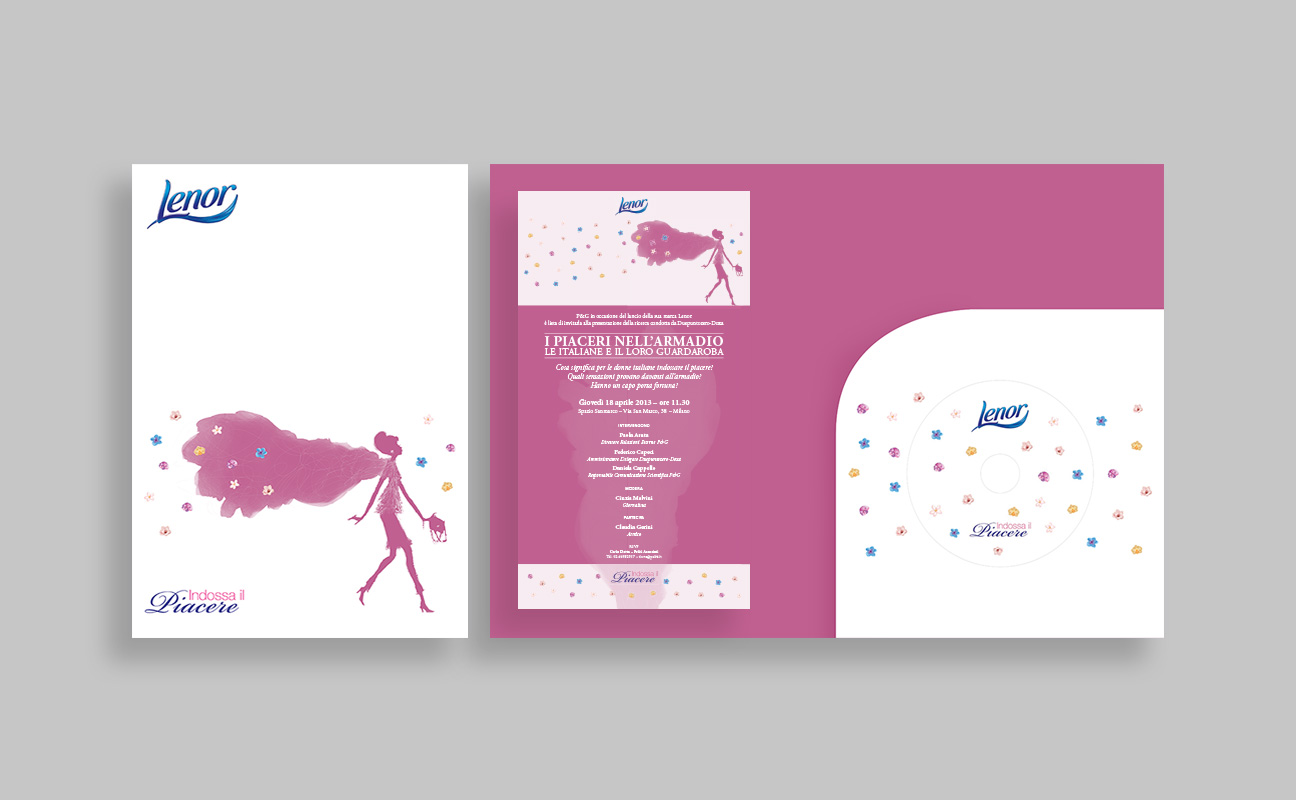 Lenor
Indossa il
Piacere
Lenor
P&G in occasione del lancio della sua marca Lenor
è lieta di invitarla alla presentazione della ricerca condotta da Duepuntozero-Doxa
I PIACERI NELL'ARMADIO
LE ITALIANE E IL LORO GUARDAROBA
Cosa significa per le donne italiane indossare il piacere?
Quali sensazioni provano davanti all'armadio?
Hanno un capo porta fortuna?
Giovedì 18 aprile 2013 – ore 11.30
Spazio Sanmarco – Via San Marco, 38 – Milano
INTERVENGONO
Paola Aurta
Direttore Relazioni Esterne P&G
Federico Capeci
Amministratore Delegato Duepuntozero-Doxa
Daniela Cappello
Responsabile Comunicazione Scientifica P&G
MODERA
Cinzia Malvini
Giornalista
PARTECIPA
Claudia Gerini
Attrice
Indossa il
Piacere
Lenor
Indossa il
Piacere